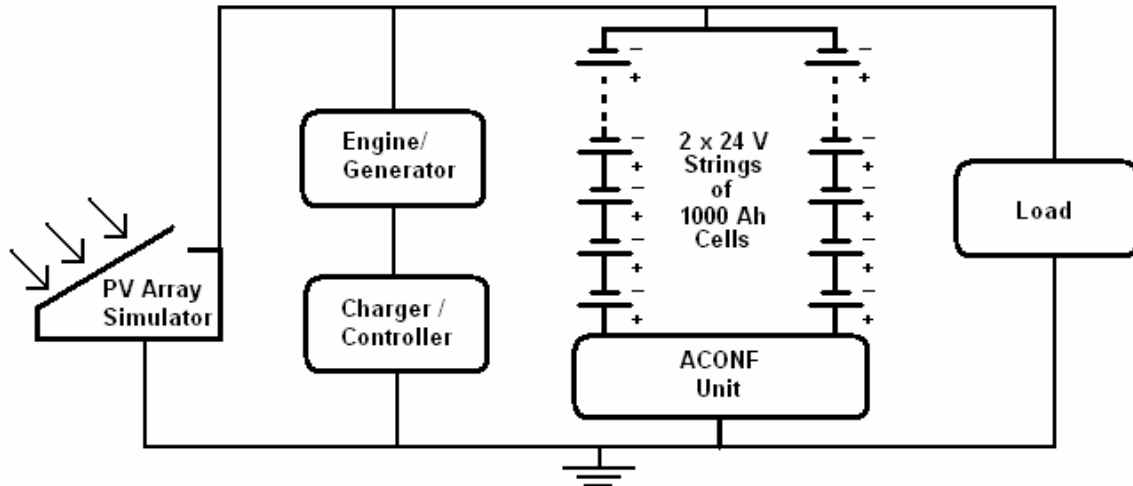 Engine/
Generator
Charger /
Controller
PV Array
Simulator
2 x 24 V
Strings
of
1000 Ah
Cells
ACONF
Unit
Load
−
+
−
+
−
+
−
+
−
+
−
+
−
+
−
+
−
+
−
+